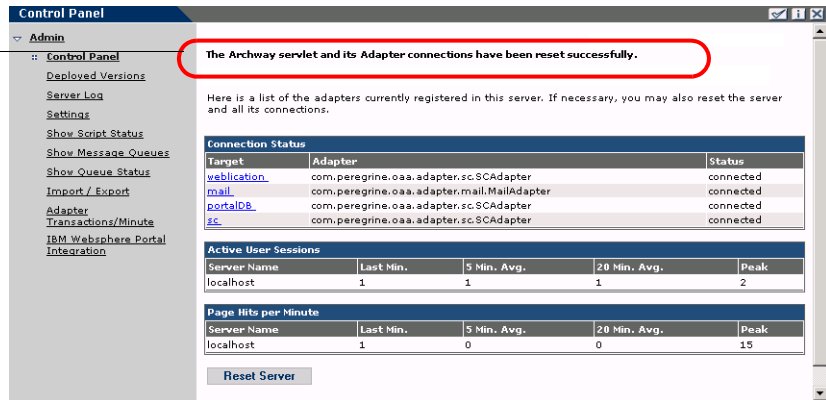 Control Panel
Admin
Control Panel
Deployed Versions
Server Log
Settings
Show Script Status
Show Message Queues
Show Queue Status
Import / Export
Adapter
Transactions/Minute
IBM Websphere Portal
Integration
The Archway servlet and its Adapter connections have been reset successfully.
Here is a list of the adapters currently registered in this server. If necessary, you may also reset the server
and all its connections.
Connection Status
Target Adapter Status
weblication com.peregrine.oaa.adapter.sc.SCAdapter connected
mail com.peregrine.oaa.adapter.mail.MailAdapter connected
portalDB com.peregrine.oaa.adapter.sc.SCAdapter connected
sc com.peregrine.oaa.adapter.sc.SCAdapter connected
Active User Sessions
Server Name Last Min. 5 Min. Avg. 20 Min. Avg. Peak
localhost 1 1 1 2
Page Hits per Minute
Server Name Last Min. 5 Min. Avg. 20 Min. Avg. Peak
localhost 1 0 0 15
Reset Server